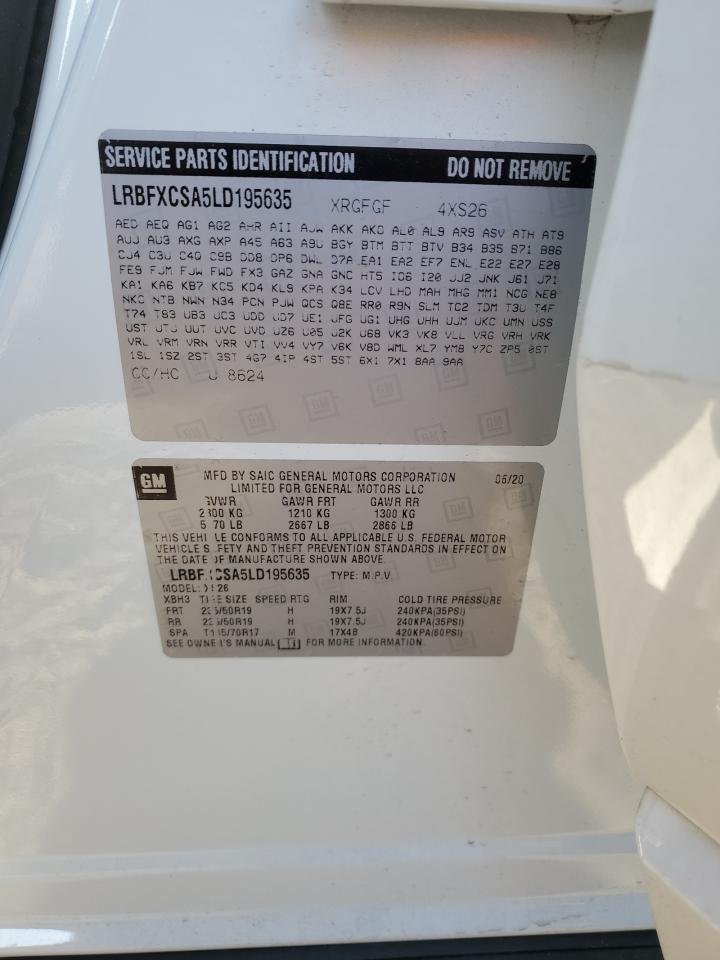 SERVICE PARTS IDENTIFICATION DO NOT REMOVE
LRBFXCSA5LD195635 XRGFGF 4XS26
AED AEQ AG1 AG2 AHR AII AJW AKK AKO AL0 AL9 AR9 ASV ATH AT9
AUJ AU3 AXG AXP A45 A63 A9U BGY BTM BTT BTV B34 B35 B71 B86
CJ4 C3U C4Q C9B DD8 DP6 DWL D7A EA1 EA2 EF7 ENL E22 E27 E28
FE9 FJM FJW FWD FX3 GAZ GNA GNC HT5 IO6 I20 JJ2 JNK J61 J71
KA1 KA6 KB7 KC5 KD4 KL9 KPA K34 LCV LHD MAH MHG MM1 NCG NE8
NKC NTB NWN N34 PCN PJW QCS Q8E RR0 R9N SLM TC2 TDM T3U T4F
T74 T83 UB3 UC3 UDD UD7 UE1 UFG UG1 UHG UHH UJM UKC UMN USS
UST UTJ UUT UVC UVD UZ6 U05 U2K U68 VK3 VK8 VLL VRG VRH VRK
VRL VRM VRN VRR VTI VV4 VY7 V6K V8D WML XL7 YM8 Y7C ZP5 0ST
1SL 1SZ 2ST 3ST 4G7 4IP 4ST 5ST 6X1 7X1 8AA 9AA
CC/HC U 8624
GM MFD BY SAIC GENERAL MOTORS CORPORATION 06/20
LIMITED FOR GENERAL MOTORS LLC
GVWR GAWR FRT GAWR RR
KG 1210 KG 1300 KG
LB 2667 LB 2866 LB
THIS CONFORMS TO ALL APPLICABLE U.S. FEDERAL MOTOR
VEHICLE AND THEFT PREVENTION STANDARDS IN EFFECT ON
THE DATE OF MANUFACTURE SHOWN ABOVE.
LRBF CSA5LD195635 TYPE: M.P.V.
MODEL:
XBH3 SIZE SPEED RTG RIM COLD TIRE PRESSURE
FRT H 19X7.5J 240KPA(35PSI)
RR H 19X7.5J 240KPA(35PSI)
SPA M 17X4B 420KPA(60PSI)
SEE MANUAL FOR MORE INFORMATION.